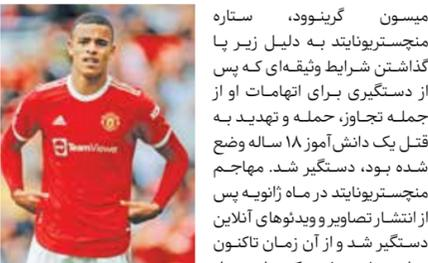 میسون گرینوود، ستاره
منچستریونایتد به دلیل زیر پا
گذاشتن شرایط وثیقه‌ای که پس
از دستگیری برای اتهامات او از
جمله تجاوز، حمله و تهدید به
قتل یک دانش‌آموز ۱۸ ساله وضع
شده بود، دستگیر شد. مهاجم
منچستریونایتد در ماه ژانویه پس
از انتشار تصاویر و ویدئوهای آنلاین
دستگیر شد و از آن زمان تاکنون
TeamViewer